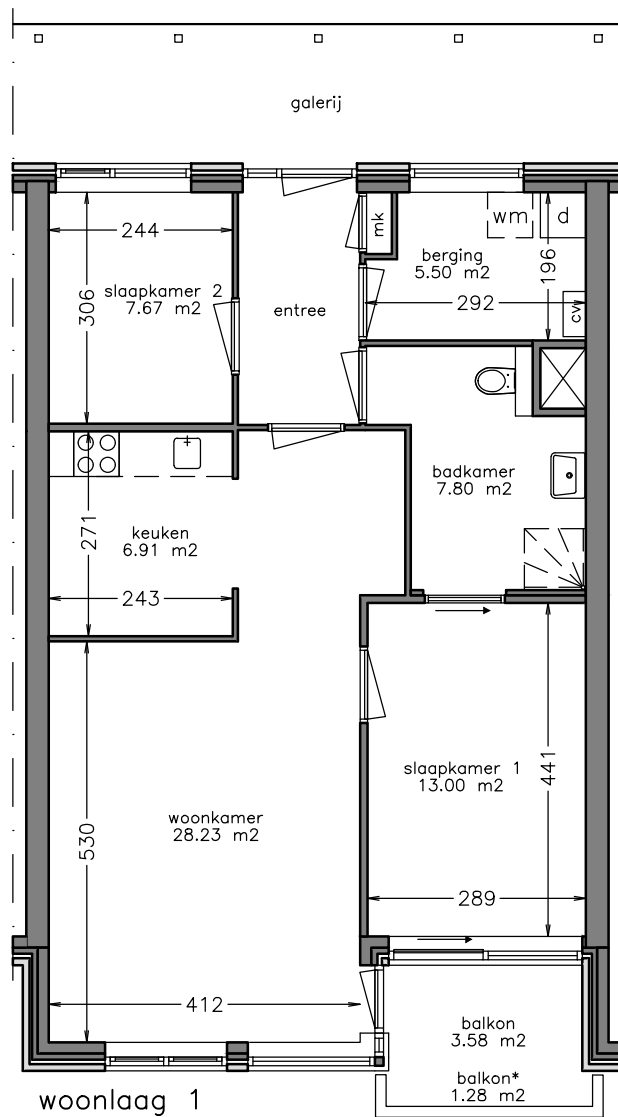 galerij
mk
wm
d
berging
5.50 m2
196
244
slaapkamer 2
7.67 m2
306
entree
292
cv
badkamer
7.80 m2
keuken
6.91 m2
271
243
slaapkamer 1
13.00 m2
441
woonkamer
28.23 m2
530
289
412
balkon
3.58 m2
balkon*
1.28 m2
woonlaag 1